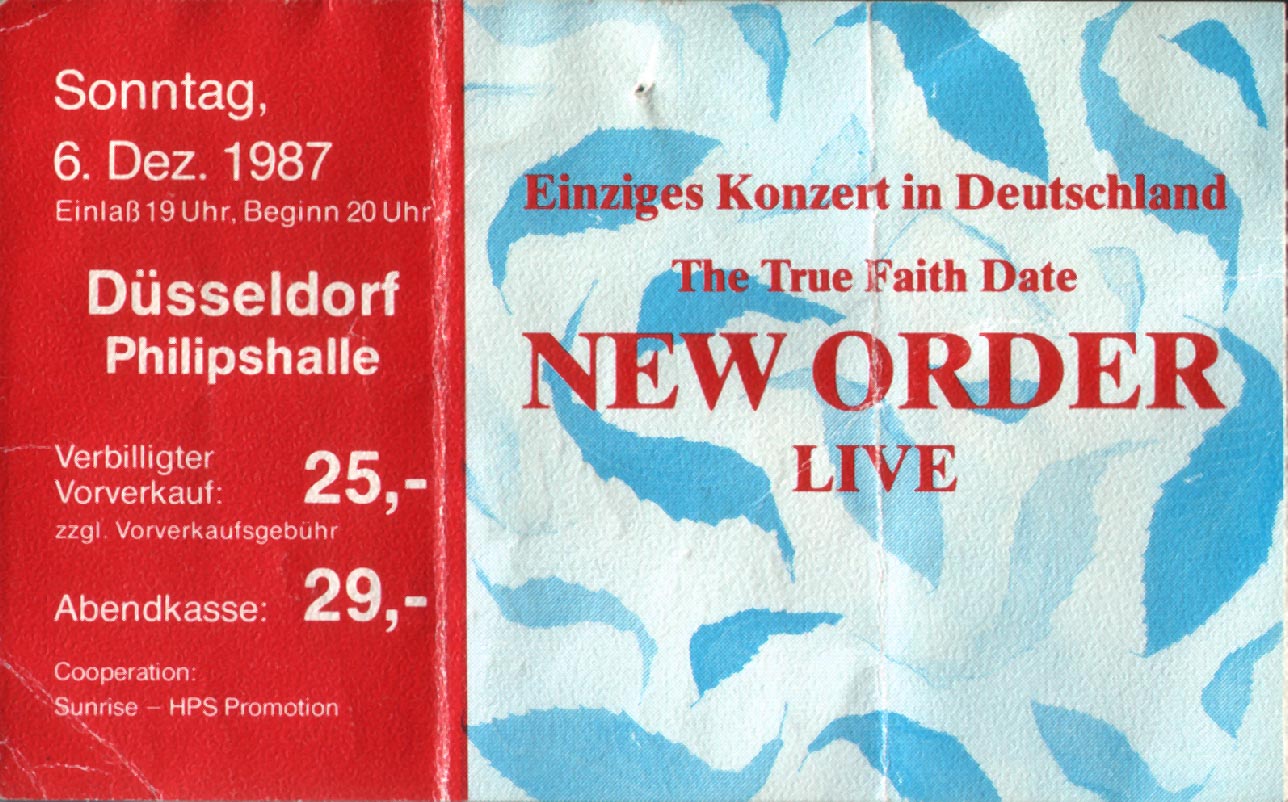 Sonntag,
6. Dez. 1987
Einlaß 19 Uhr, Beginn 20 Uhr
Düsseldorf
Philipshalle
Verbilligter
Vorverkauf: 25,-
zzgl. Vorverkaufsgebühr
Abendkasse: 29,-
Cooperation:
Sunrise – HPS Promotion
Einziges Konzert in Deutschland
The True Faith Date
NEW ORDER
LIVE